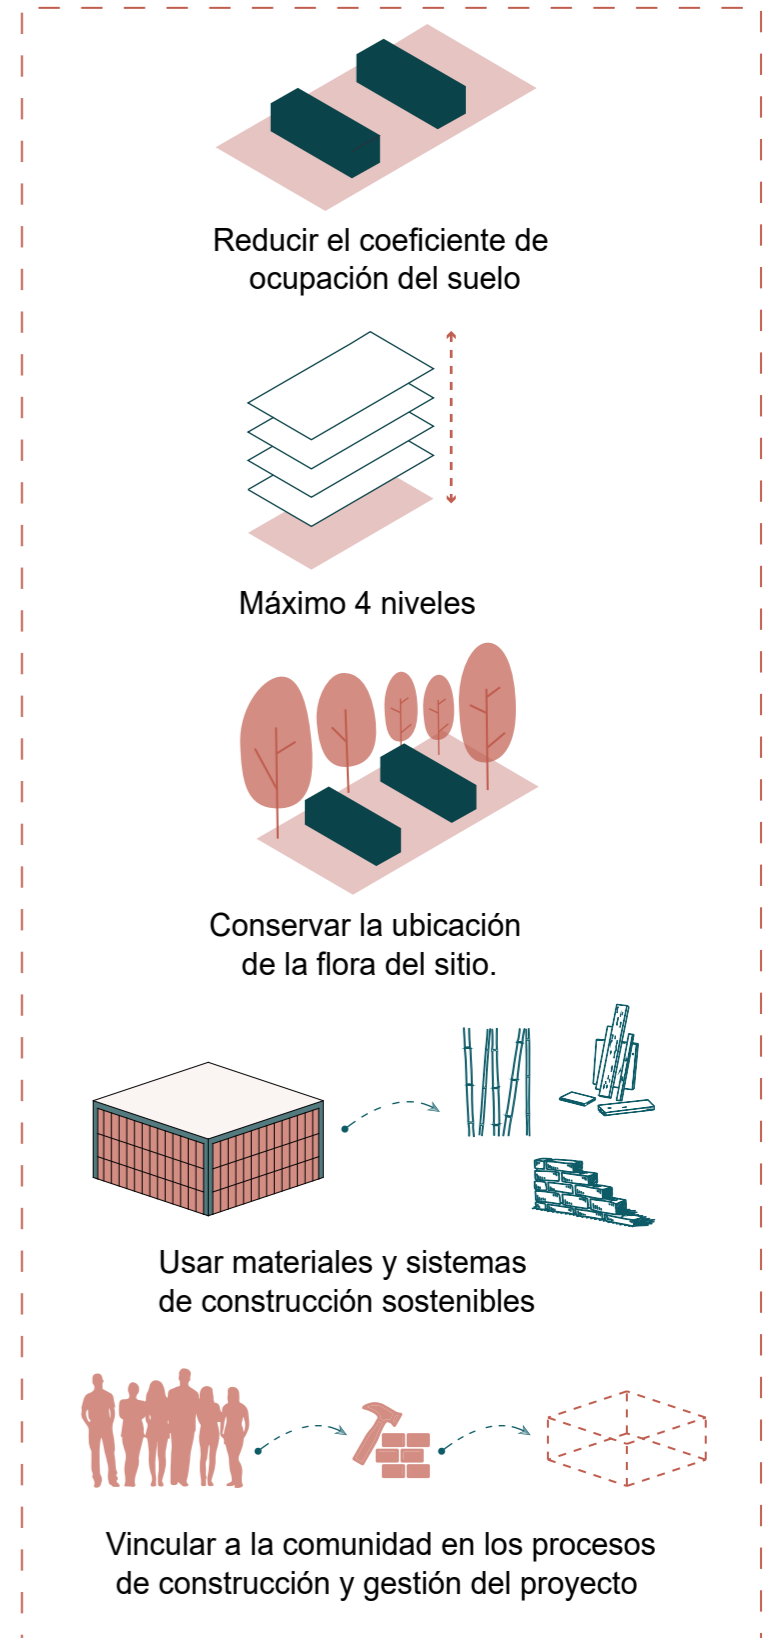 Reducir el coeficiente de
ocupación del suelo
Máximo 4 niveles
Conservar la ubicación
de la flora del sitio.
Usar materiales y sistemas
de construcción sostenibles
Vincular a la comunidad en los procesos
de construcción y gestión del proyecto